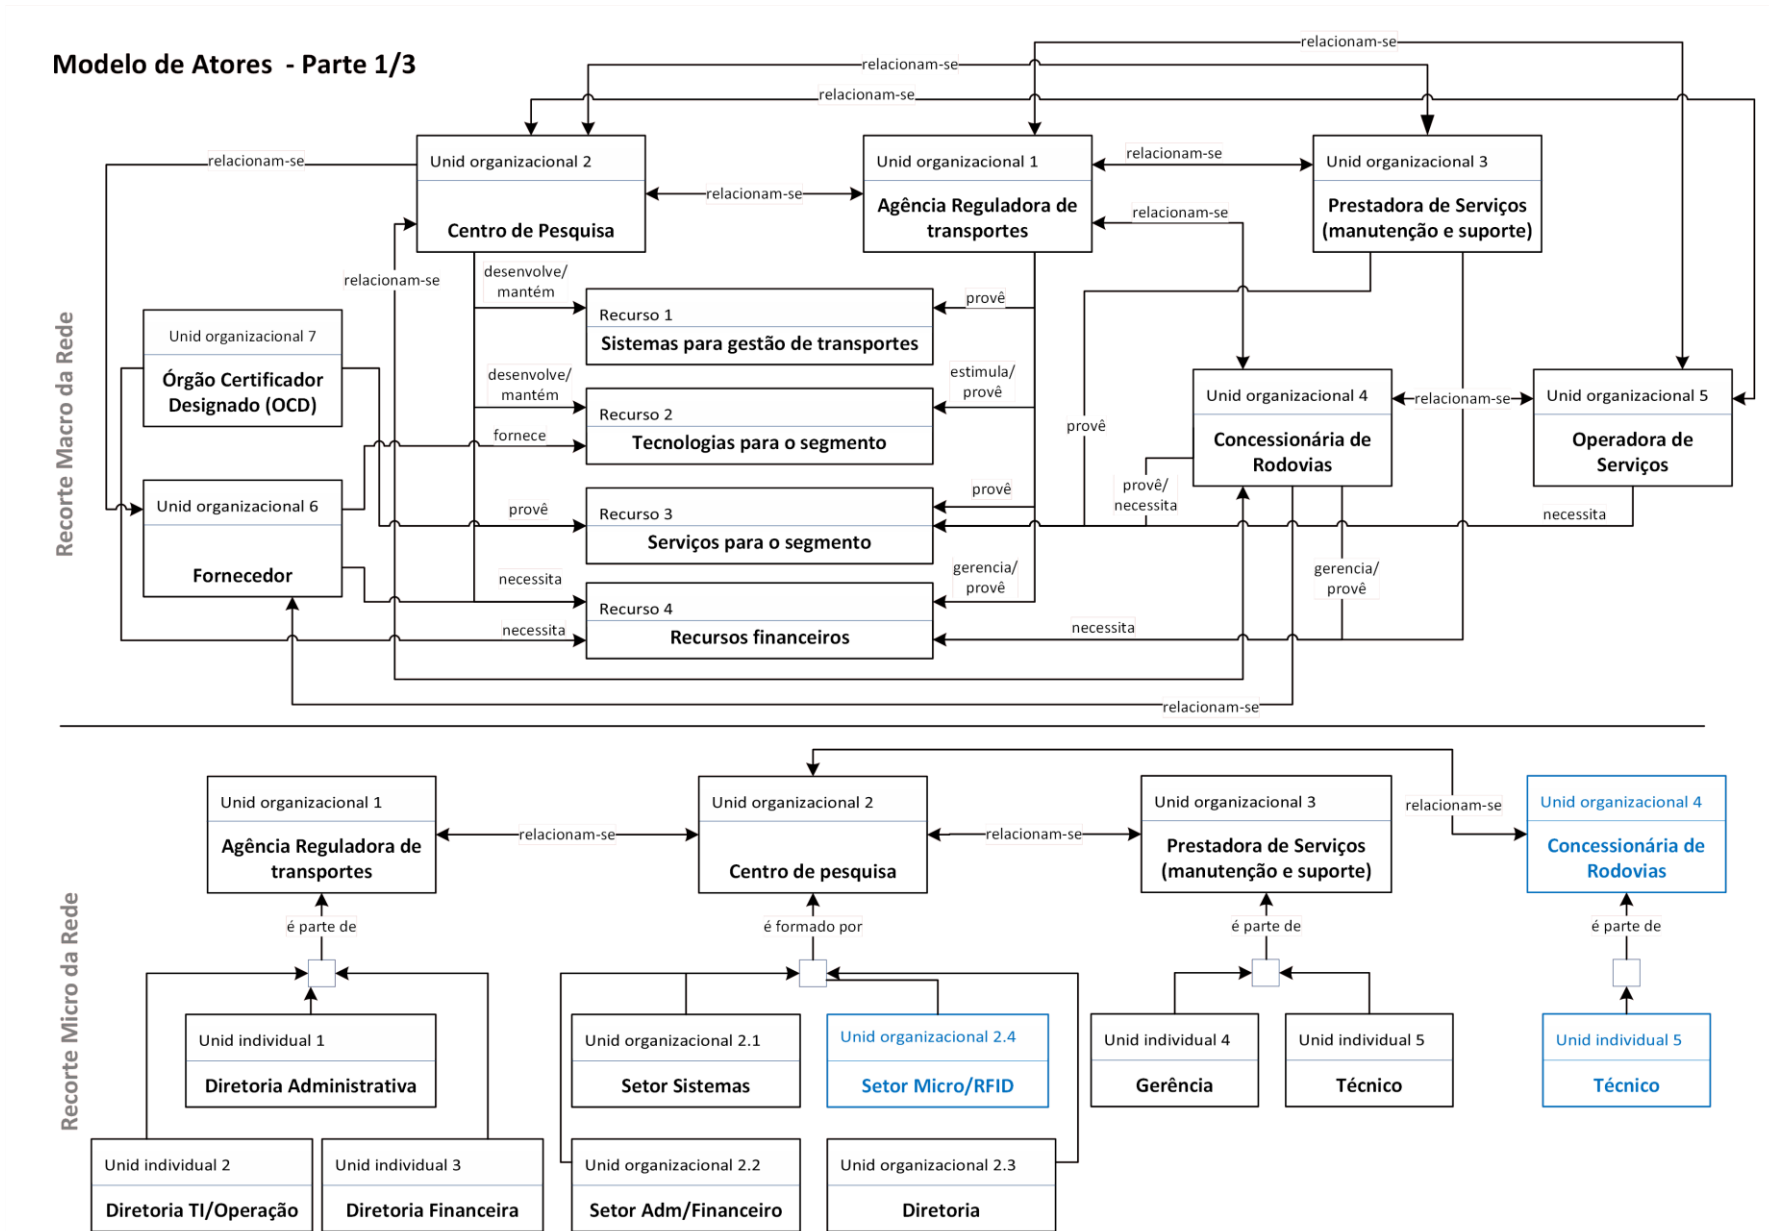 Modelo de Atores - Parte 1/3
relacionam-se
relacionam-se
relacionam-se
Recorte Macro da Rede
relacionam-se
Unid organizacional 2
Centro de Pesquisa
relacionam-se
Unid organizacional 1
Agência Reguladora de
transportes
relacionam-se
relacionam-se
Unid organizacional 3
Prestadora de Serviços
(manutenção e suporte)
relacionam-se
desenvolve/
mantém
Recurso 1
Sistemas para gestão de transportes
provê
Unid organizacional 7
Órgão Certificador
Designado (OCD)
desenvolve/
mantém
Recurso 2
Tecnologias para o segmento
estimula/
provê
fornece
provê
Unid organizacional 4
Concessionária de
Rodovias
relacionam-se
Unid organizacional 5
Operadora de
Serviços
Unid organizacional 6
Fornecedor
provê
Recurso 3
Serviços para o segmento
provê
provê/
necessita
necessita
necessita
necessita
Recurso 4
Recursos financeiros
gerencia/
provê
necessita
gerencia/
provê
relacionam-se
Recorte Micro da Rede
Unid organizacional 1
Agência Reguladora de
transportes
relacionam-se
Unid organizacional 2
Centro de pesquisa
relacionam-se
Unid organizacional 3
Prestadora de Serviços
(manutenção e suporte)
relacionam-se
Unid organizacional 4
Concessionária de
Rodovias
é parte de
é formado por
é parte de
é parte de
Unid individual 1
Diretoria Administrativa
Unid organizacional 2.1
Setor Sistemas
Unid organizacional 2.4
Setor Micro/RFID
Unid individual 4
Gerência
Unid individual 5
Técnico
Unid individual 5
Técnico
Unid individual 2
Diretoria TI/Operação
Unid individual 3
Diretoria Financeira
Unid organizacional 2.2
Setor Adm/Financeiro
Unid organizacional 2.3
Diretoria